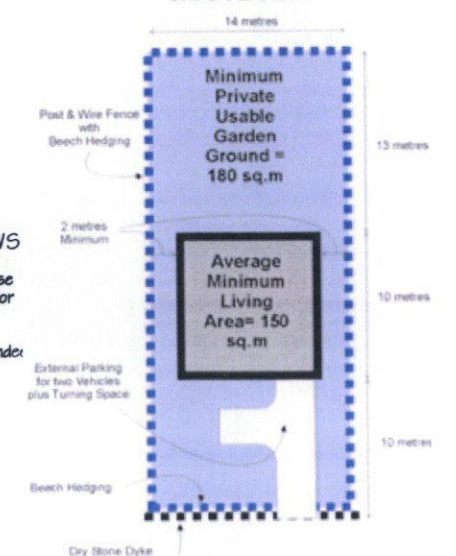 14 metres
Minimum
Private
Usable
Garden
Ground =
180 sq.m
Post & Wire Fence
with
Beech Hedging
13 metres
2 metres
Minimum
Average
Minimum
Living
Area= 150
sq.m
10 metres
External Parking
for two Vehicles
plus Turning Space
10 metres
Beech Hedging
Dry Stone Dyke